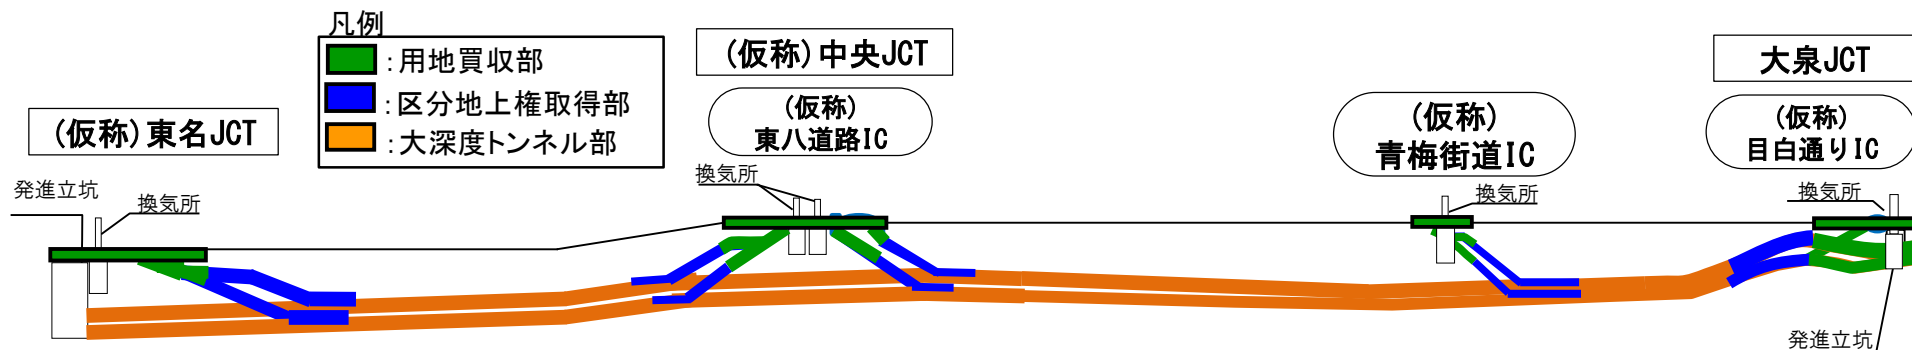 凡例
：用地買収部
：区分地上権取得部
：大深度トンネル部
(仮称)東名JCT
発進立坑
換気所
(仮称)中央JCT
(仮称)
東八道路IC
換気所
(仮称)
青梅街道IC
換気所
大泉JCT
(仮称)
目白通りIC
換気所
発進立坑